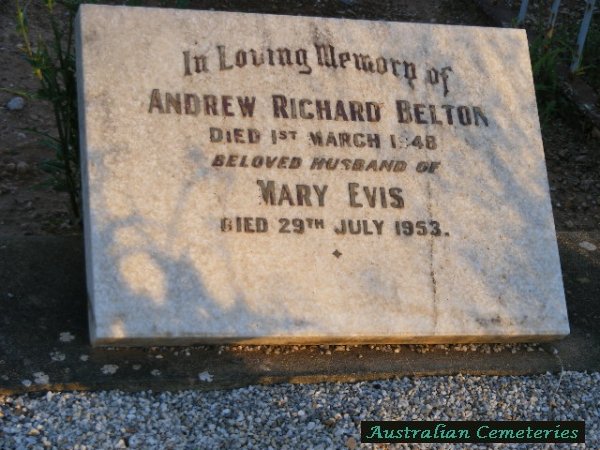 In Loving Memory of
ANDREW RICHARD BELTON
DIED 1ST MARCH 1948
BELOVED HUSBAND OF
MARY EVIS
DIED 29TH JULY 1953.
Australian Cemeteries